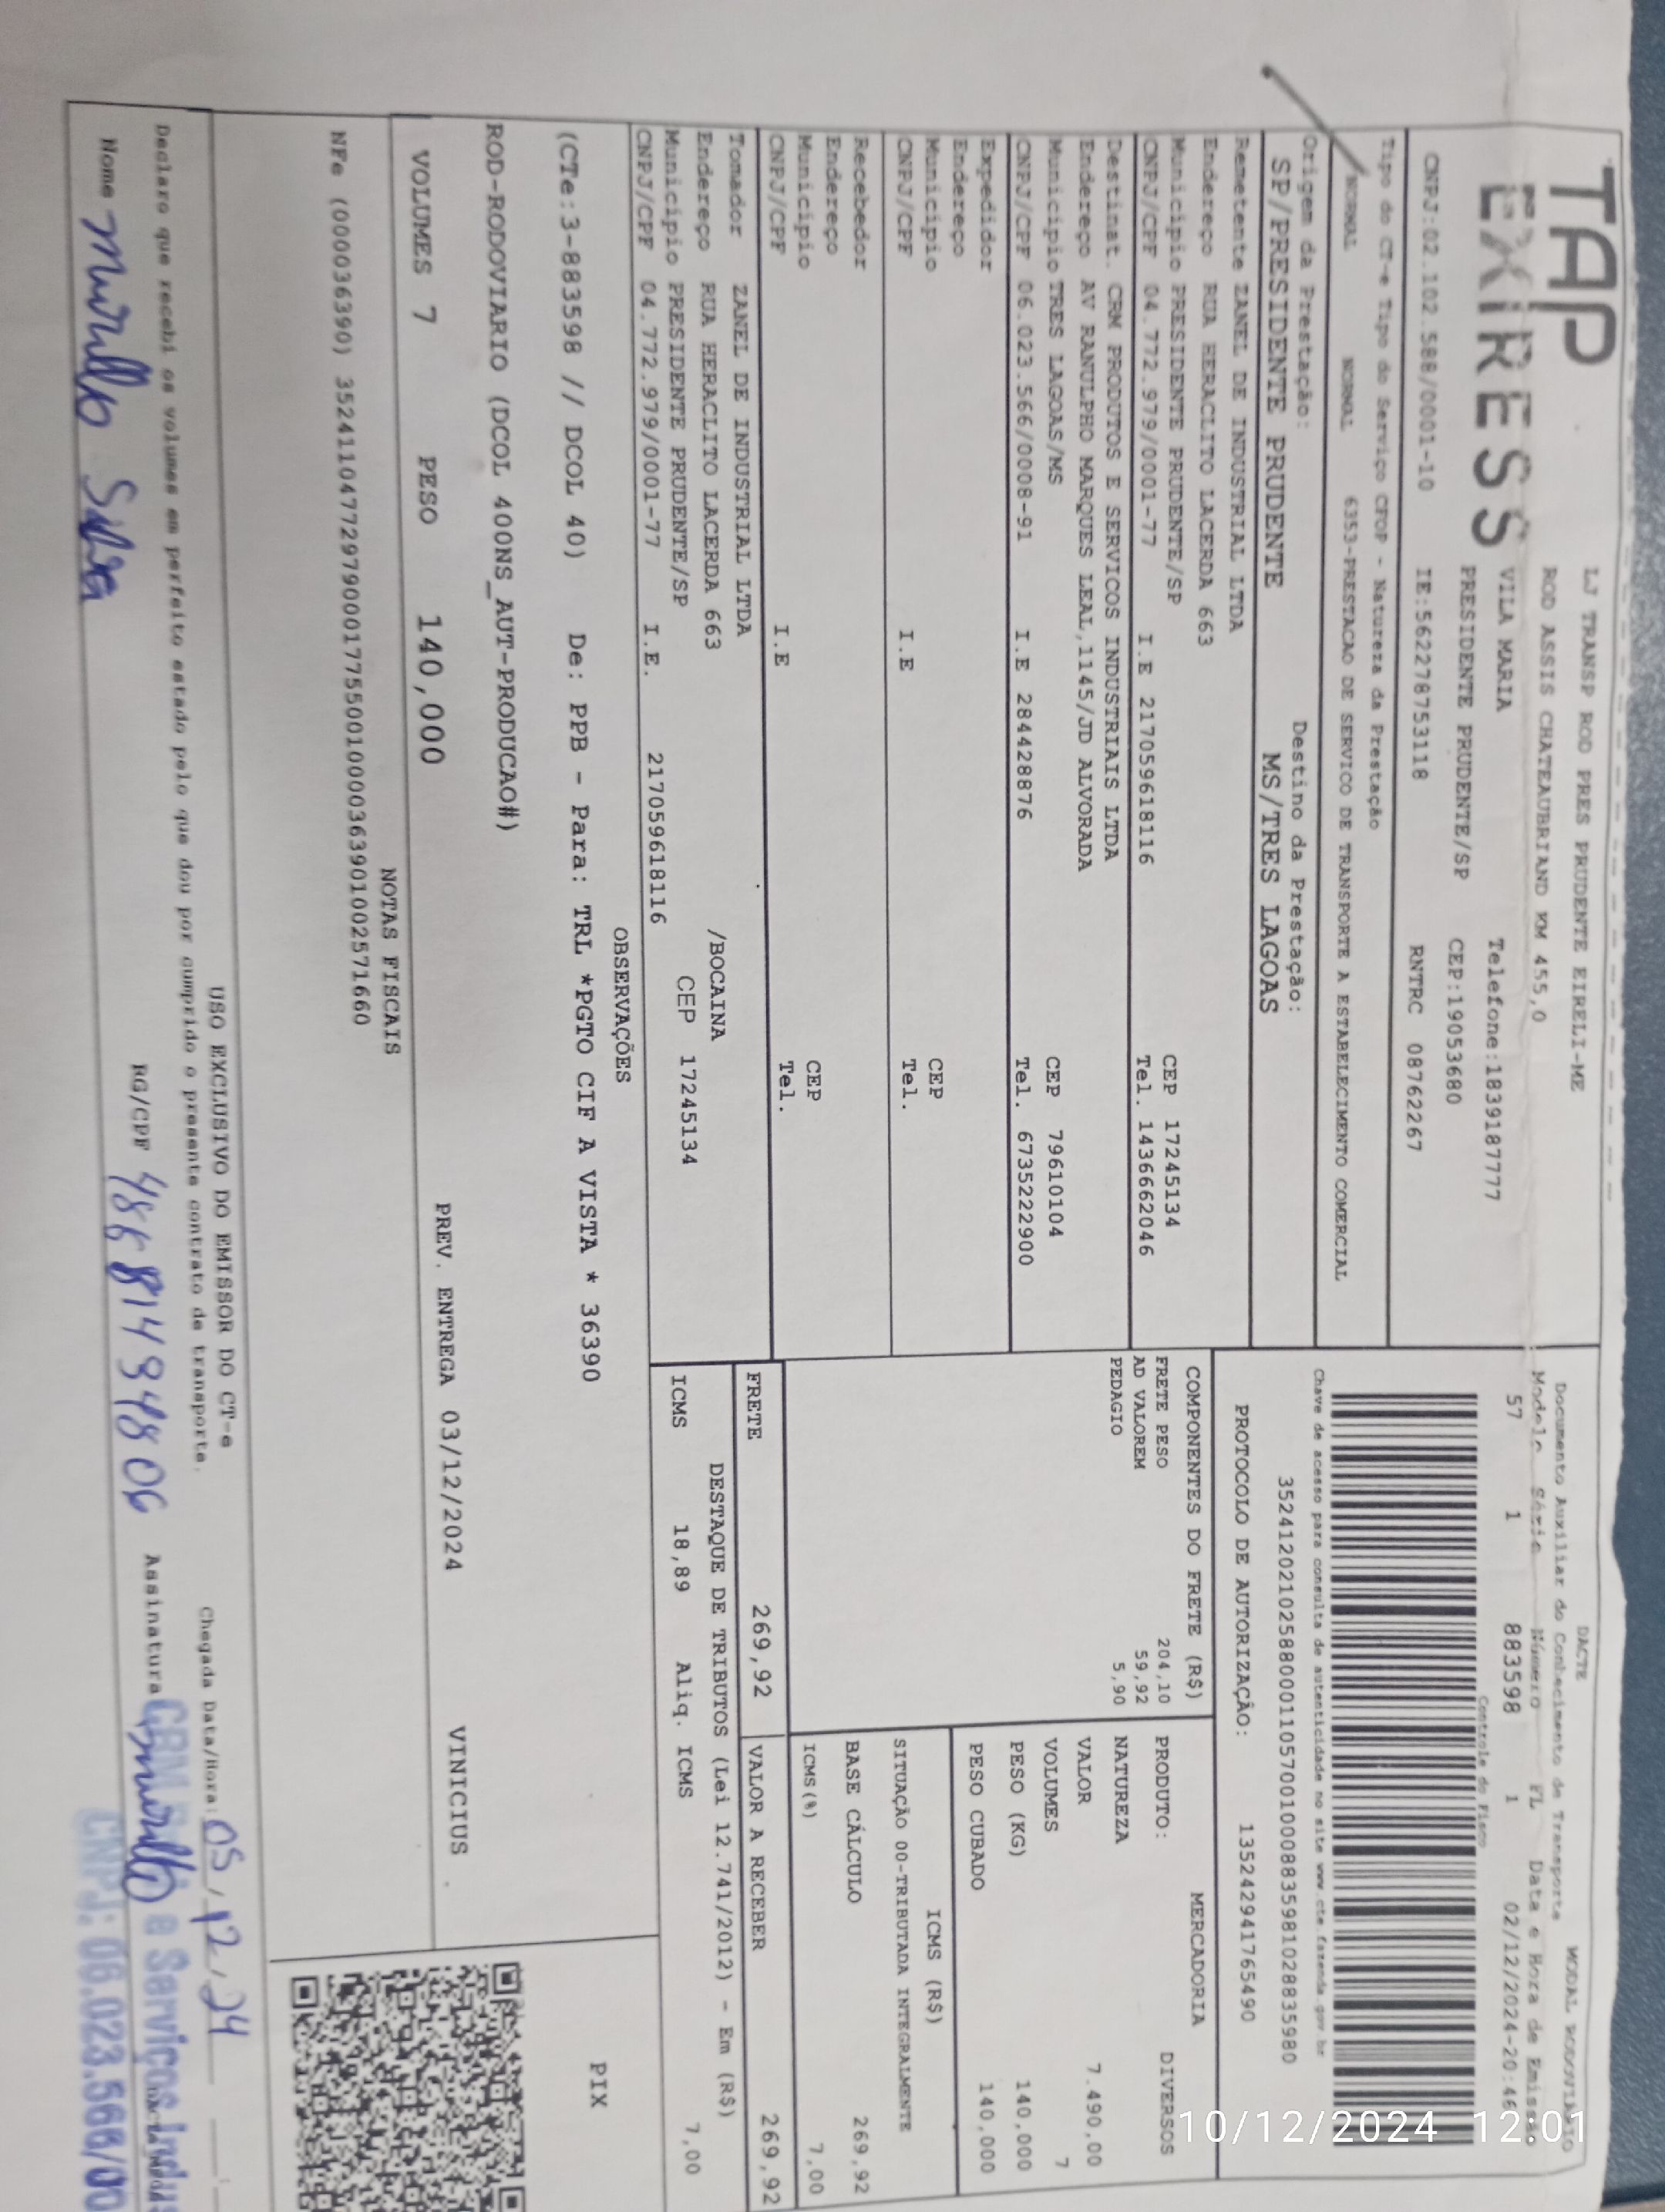 TAP
EXPRESS
LJ TRANSP ROD PRES PRUDENTE EIRELI-ME
ROD ASSIS CHATEAUBRIAND KM 455,0
VILA MARIA Telefone:1839187777
PRESIDENTE PRUDENTE/SP CEP:19053680
CNPJ:02.102.588/0001-10 IE:562278753118 RNTRC 08762267
DACTE MODAL RODOVIARIO
Documento Auxiliar do Conhecimento de Transporte
Modelo Série Número FL Data e Hora de Emissão
57 1 883598 1 02/12/2024-20:46
Controle do Fisco
Chave de acesso para consulta de autenticidade no site www.cte.fazenda.gov.br
35241202102588000110570010008835981028835980
PROTOCOLO DE AUTORIZAÇÃO: 135242941765490
Tipo do CT-e Tipo do Serviço CFOP - Natureza da Prestação
NORMAL NORMAL 6353-PRESTACAO DE SERVICO DE TRANSPORTE A ESTABELECIMENTO COMERCIAL
Origem da Prestação: Destino da Prestação:
SP/PRESIDENTE PRUDENTE MS/TRES LAGOAS
Remetente ZANEL DE INDUSTRIAL LTDA
Endereço RUA HERACLITO LACERDA 663
Municipio PRESIDENTE PRUDENTE/SP CEP 17245134
CNPJ/CPF 04.772.979/0001-77 I.E 217059618116 Tel. 1436662046
Destinat. CRM PRODUTOS E SERVICOS INDUSTRIAIS LTDA
Endereço AV RANULPHO MARQUES LEAL,1145/JD ALVORADA
Municipio TRES LAGOAS/MS CEP 79610104
CNPJ/CPF 06.023.566/0008-91 I.E 284428876 Tel. 6735222900
Expedidor
Endereço
Municipio CEP
CNPJ/CPF I.E Tel.
Recebedor
Endereço
Municipio CEP
CNPJ/CPF I.E Tel.
Tomador ZANEL DE INDUSTRIAL LTDA
Endereço RUA HERACLITO LACERDA 663 /BOCAINA
Municipio PRESIDENTE PRUDENTE/SP CEP 17245134
CNPJ/CPF 04.772.979/0001-77 I.E. 217059618116
COMPONENTES DO FRETE (R$)
FRETE PESO 204,10
AD VALOREM 59,92
PEDAGIO 5,90
MERCADORIA
PRODUTO: DIVERSOS
NATUREZA
VALOR 7.490,00
VOLUMES 7
PESO (KG) 140,000
PESO CUBADO 140,000
ICMS (R$)
SITUAÇÃO 00-TRIBUTADA INTEGRALMENTE
BASE CÁLCULO 269,92
ICMS(%) 7,00
FRETE 269,92 VALOR A RECEBER 269,92
DESTAQUE DE TRIBUTOS (Lei 12.741/2012) - Em (R$)
ICMS 18,89 Aliq. ICMS 7,00
OBSERVAÇÕES
(CTe:3-883598 // DCOL 40) De: PPB - Para: TRL *PGTO CIF A VISTA * 36390
ROD-RODOVIARIO (DCOL 400NS_AUT-PRODUCAO#)
PIX
VOLUMES 7 PESO 140,000 PREV. ENTREGA 03/12/2024 VINICIUS
NOTAS FISCAIS
NFe (000036390) 35241104772979000177550010000363901002571660
USO EXCLUSIVO DO EMISSOR DO CT-e
Declaro que recebi os volumes em perfeito estado pelo que dou por cumprido o presente contrato de transporte.
Chegada Data/Hora: 05/12/24
Nome Murillo Silva RG/CPF 48681494806 Assinatura Murillo
e Serviços Indus
CNPJ: 06.023.566/00
10/12/2024 12:01